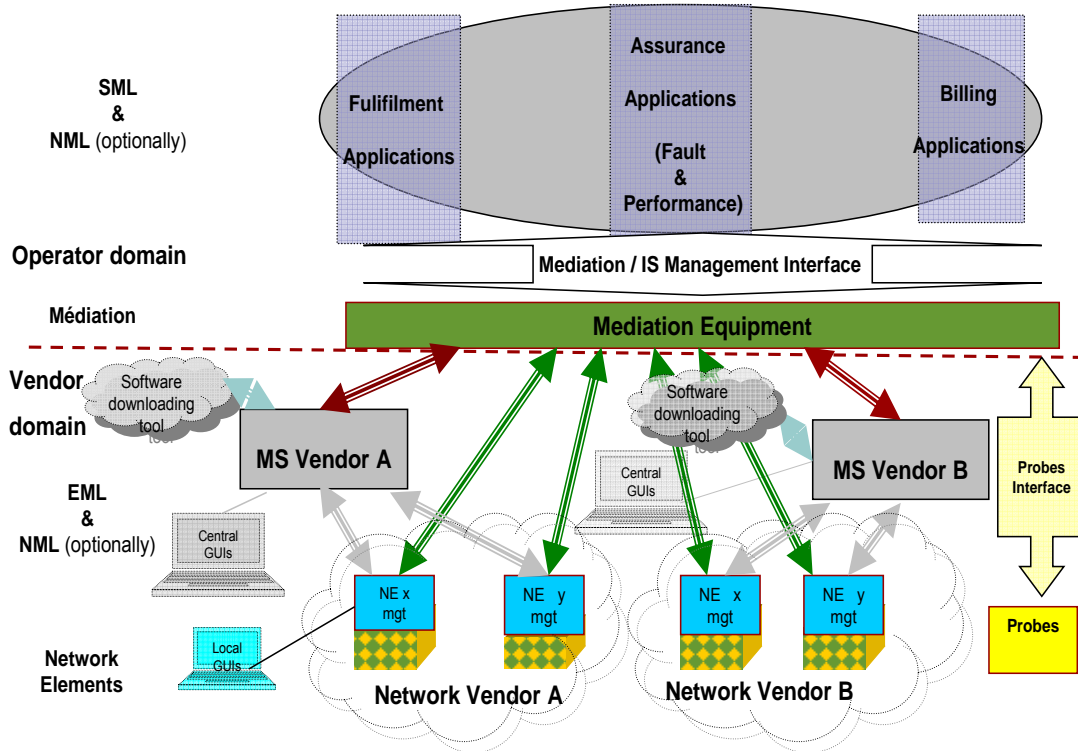 SML
&
NML (optionally)
Fulifilment
Applications
Assurance
Applications
(Fault
&
Performance)
Billing
Applications
Operator domain
Mediation / IS Management Interface
Médiation
Mediation Equipment
Vendor
domain
Software
downloading
tool
tool
MS Vendor A
Software
downloading
tool
MS Vendor B
Central
GUIs
Probes
Interface
EML
&
NML (optionally)
Central
GUIs
NE x
mgt
NE y
mgt
NE x
mgt
NE y
mgt
Local
GUIs
Probes
Network
Elements
Network Vendor A
Network Vendor B